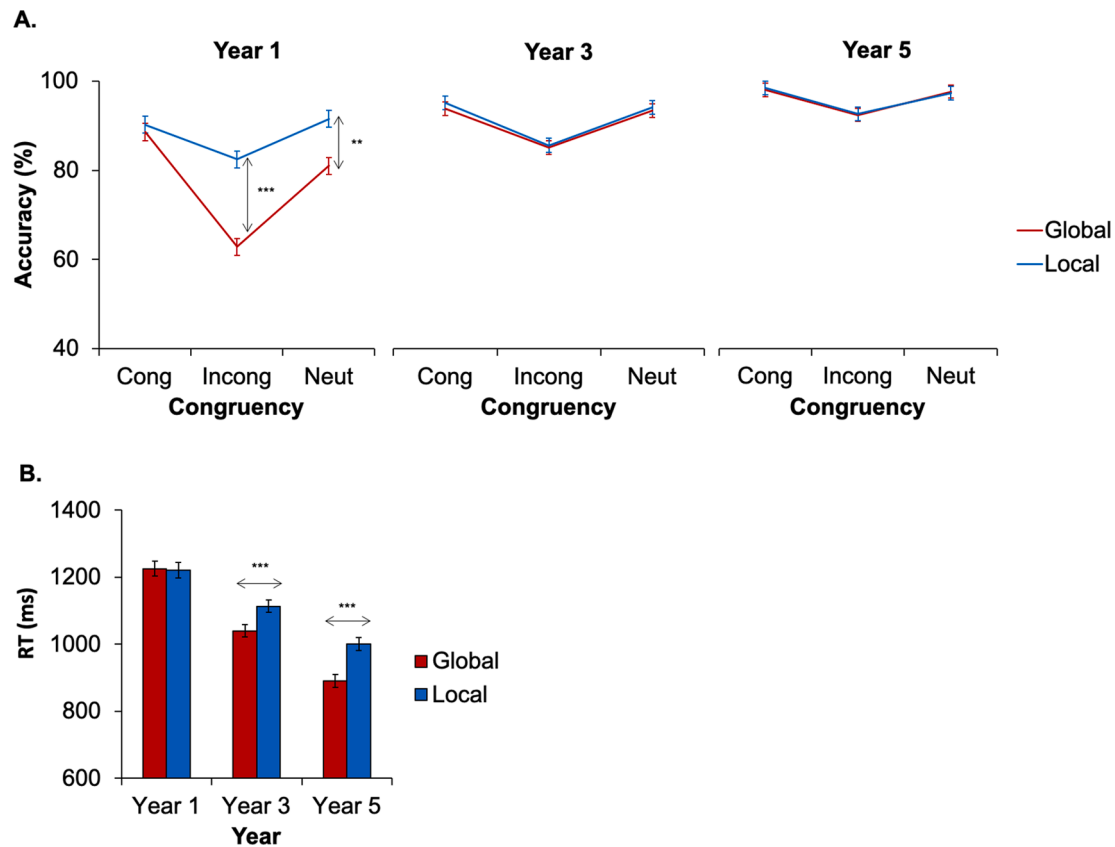 A.
Year 1 Year 3 Year 5
Accuracy (%)
100
80
60
40
***
**
Global
Local
Cong Incong Neut Cong Incong Neut Cong Incong Neut
Congruency Congruency Congruency
B.
RT (ms)
1400
1200
1000
800
600
***
***
Global
Local
Year 1 Year 3 Year 5
Year